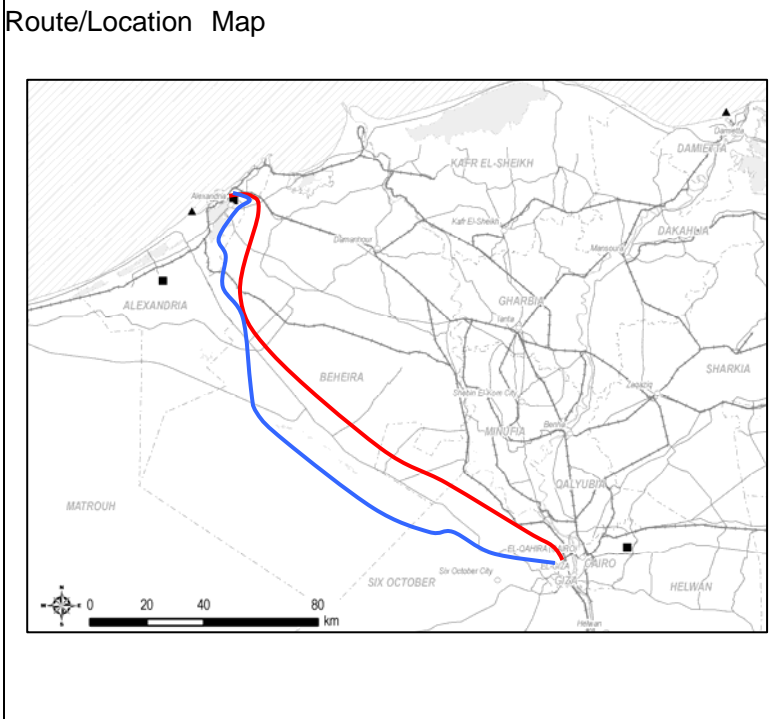 Route/Location Map
Damietta
DAMIETTA
KAFR EL-SHEIKH
Alexandria
Kafr El-Sheikh
DAKAHLIA
Damanhour
Mansoura
ALEXANDRIA
GHARBIA
Tanta
SHARKIA
BEHEIRA
Zagazig
Shebin El-Kom City
MINUFIA
Benha
QALYUBIA
MATROUH
CAIRO
Six October City
GIZA
SIX OCTOBER
HELWAN
N
0 20 40 80
km
Helwan